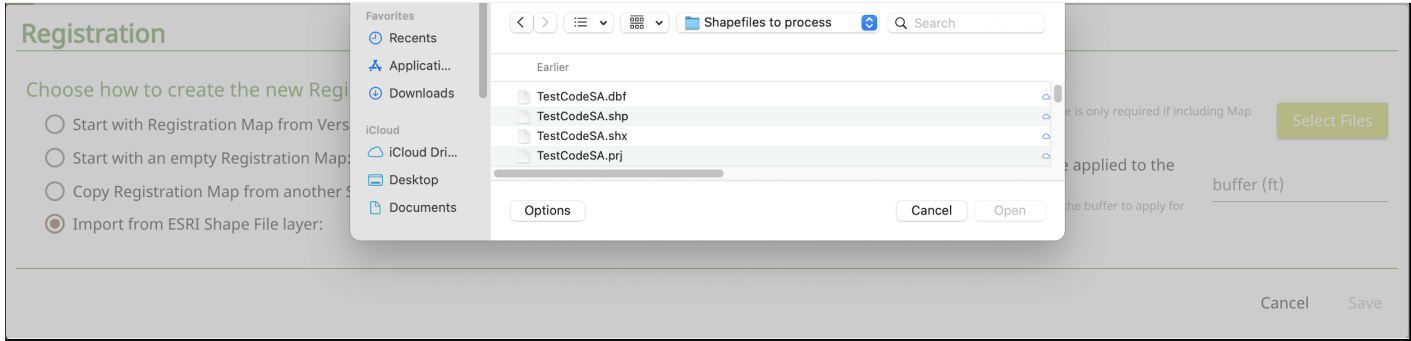 Registration
Choose how to create the new Regi
Start with Registration Map from Vers
Start with an empty Registration Map:
Copy Registration Map from another S
Import from ESRI Shape File layer:
Favorites
Recents
Applicati...
Downloads
iCloud
iCloud Dri...
Desktop
Documents
Shapefiles to process
Search
Earlier
TestCodeSA.dbf
TestCodeSA.shp
TestCodeSA.shx
TestCodeSA.prj
Options
Cancel
Open
e is only required if including Map
Select Files
e applied to the
buffer (ft)
the buffer to apply for
Cancel
Save